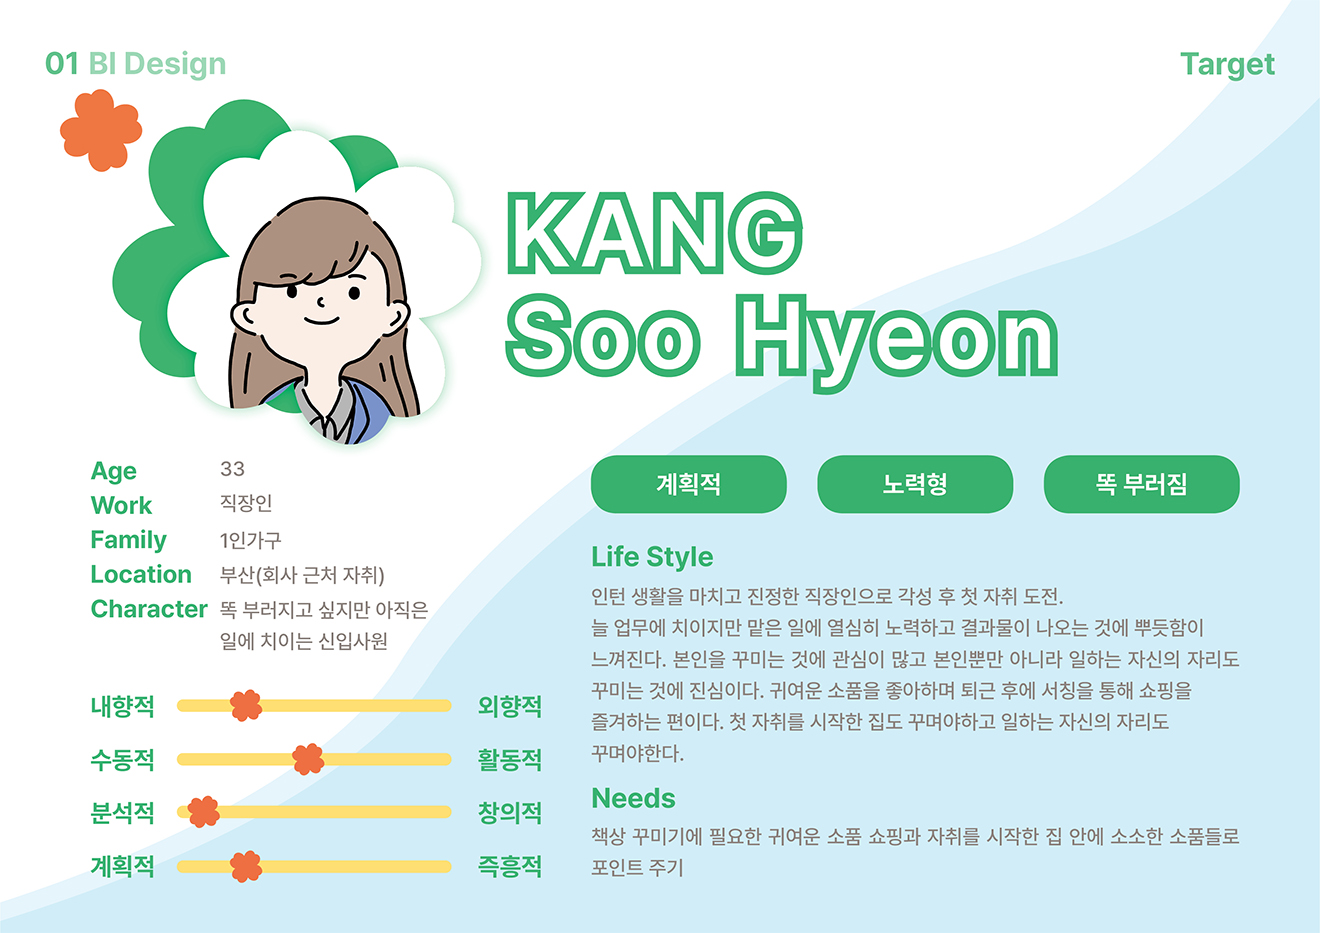 01 BI Design
Target
KANG
Soo Hyeon
Age 33
Work 직장인
Family 1인가구
Location 부산(회사 근처 자취)
Character 똑 부러지고 싶지만 아직은
일에 치이는 신입사원
내향적 외향적
수동적 활동적
분석적 창의적
계획적 즉흥적
계획적 노력형 똑 부러짐
Life Style
인턴 생활을 마치고 진정한 직장인으로 각성 후 첫 자취 도전.
늘 업무에 치이지만 맡은 일에 열심히 노력하고 결과물이 나오는 것에 뿌듯함이
느껴진다. 본인을 꾸미는 것에 관심이 많고 본인뿐만 아니라 일하는 자신의 자리도
꾸미는 것에 진심이다. 귀여운 소품을 좋아하며 퇴근 후에 서칭을 통해 쇼핑을
즐겨하는 편이다. 첫 자취를 시작한 집도 꾸며야하고 일하는 자신의 자리도
꾸며야한다.
Needs
책상 꾸미기에 필요한 귀여운 소품 쇼핑과 자취를 시작한 집 안에 소소한 소품들로
포인트 주기